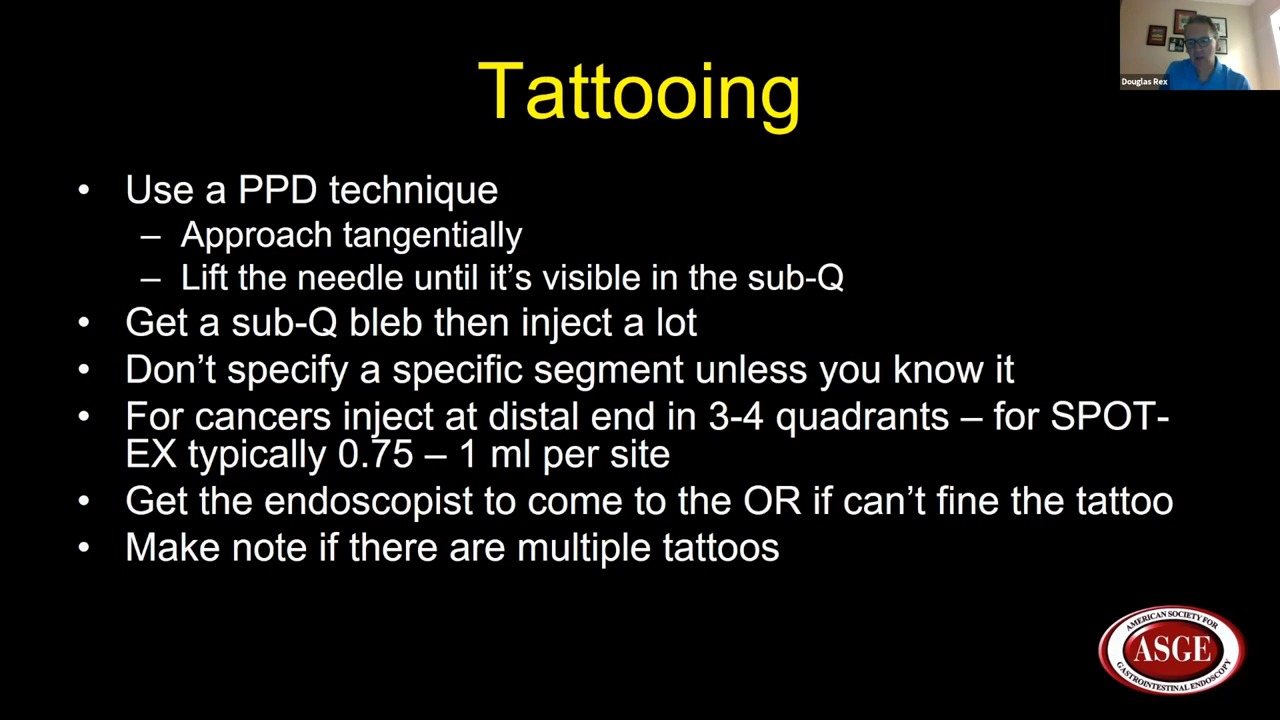 Tattooing
Douglas Rex
• Use a PPD technique
– Approach tangentially
– Lift the needle until it’s visible in the sub-Q
• Get a sub-Q bleb then inject a lot
• Don’t specify a specific segment unless you know it
• For cancers inject at distal end in 3-4 quadrants – for SPOT-
EX typically 0.75 – 1 ml per site
• Get the endoscopist to come to the OR if can’t fine the tattoo
• Make note if there are multiple tattoos
AMERICAN SOCIETY FOR
ASGE
GASTROINTESTINAL ENDOSCOPY